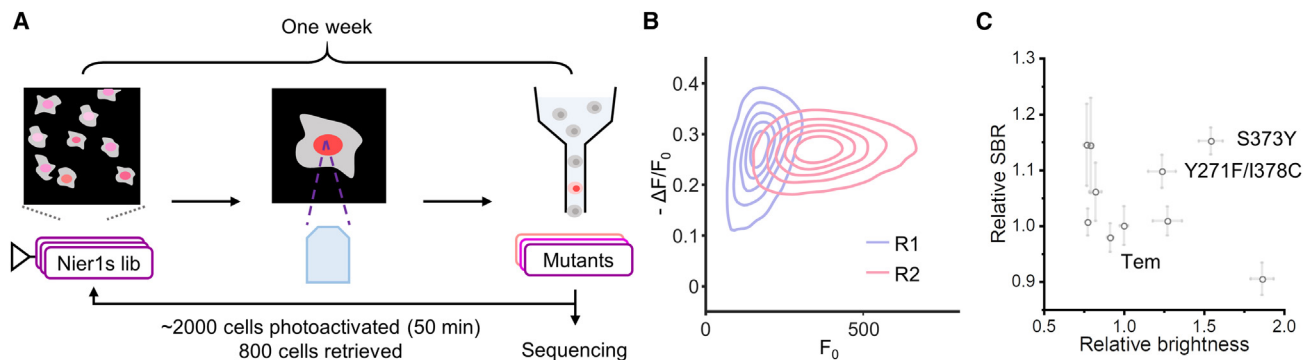 A
One week
Nier1s lib
Mutants
~2000 cells photoactivated (50 min)
800 cells retrieved
Sequencing
B
- ΔF/F0
0.4
0.3
0.2
0.1
0
R1
R2
0
500
F0
C
Relative SBR
1.3
1.2
1.1
1.0
0.9
S373Y
Y271F/I378C
Tem
0.5
1.0
1.5
2.0
Relative brightness